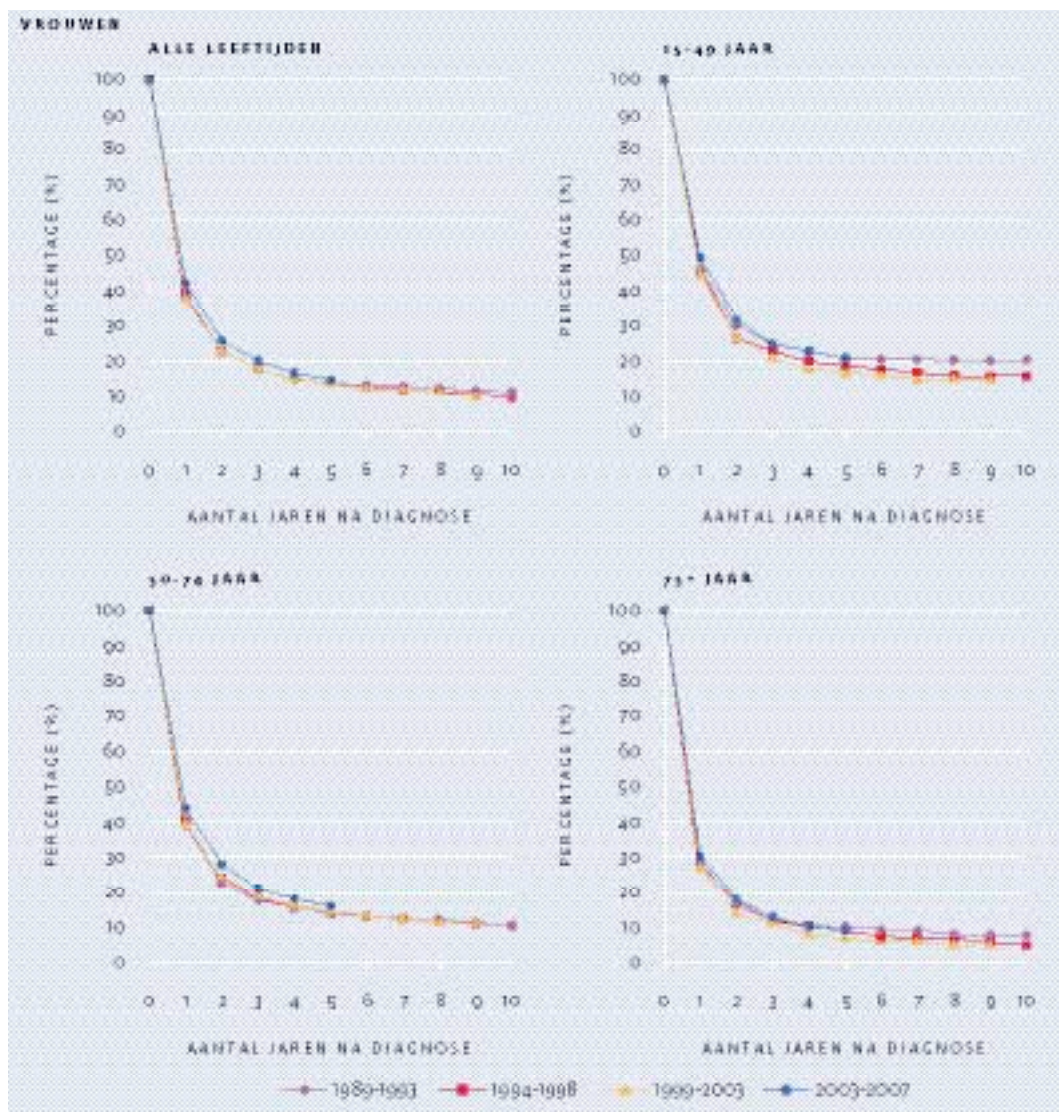 VROUWEN
ALLE LEEFTIJDEN
15-49 JAAR
100
90
80
70
60
50
40
30
20
10
0
PERCENTAGE (%)
0 1 2 3 4 5 6 7 8 9 10
AANTAL JAREN NA DIAGNOSE
100
90
80
70
60
50
40
30
20
10
0
PERCENTAGE (%)
0 1 2 3 4 5 6 7 8 9 10
AANTAL JAREN NA DIAGNOSE
50-74 JAAR
75+ JAAR
100
90
80
70
60
50
40
30
20
10
0
PERCENTAGE (%)
0 1 2 3 4 5 6 7 8 9 10
AANTAL JAREN NA DIAGNOSE
100
90
80
70
60
50
40
30
20
10
0
PERCENTAGE (%)
0 1 2 3 4 5 6 7 8 9 10
AANTAL JAREN NA DIAGNOSE
1989-1993 1994-1998 1999-2003 2003-2007